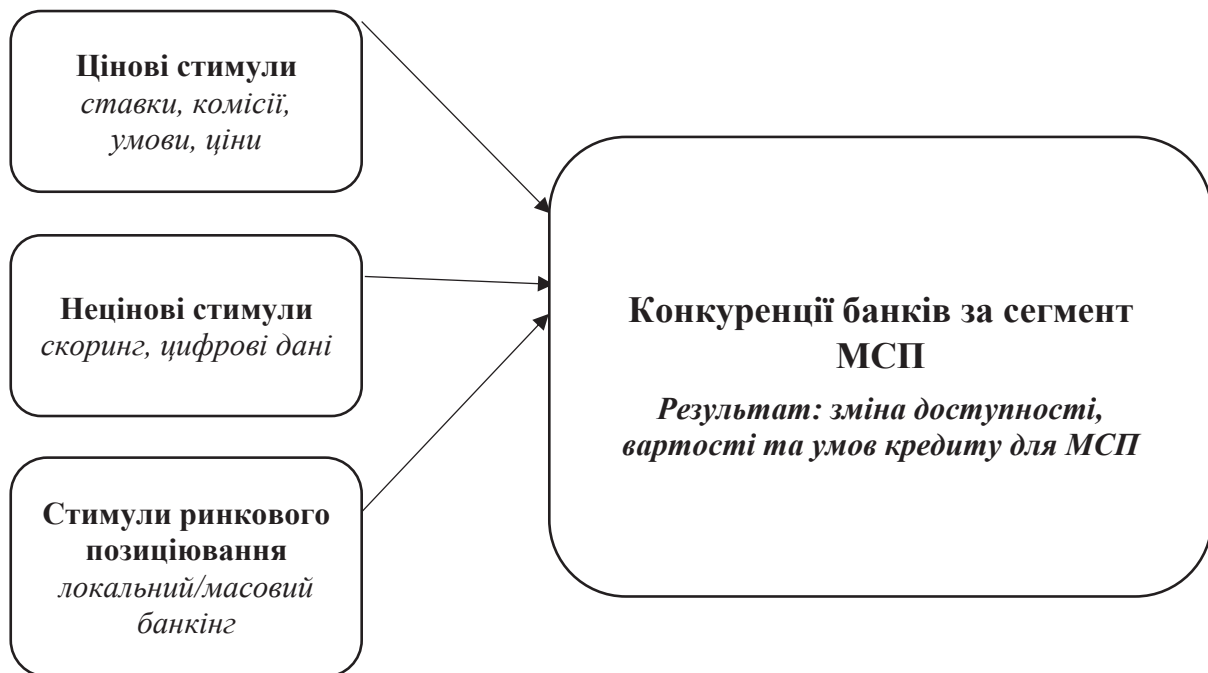 Цінові стимули
ставки, комісії,
умови, ціни
Нецінові стимули
скоринг, цифрові дані
Стимули ринкового
позиціювання
локальний/масовий
банкінг
Конкуренції банків за сегмент
МСП
Результат: зміна доступності,
вартості та умов кредиту для МСП